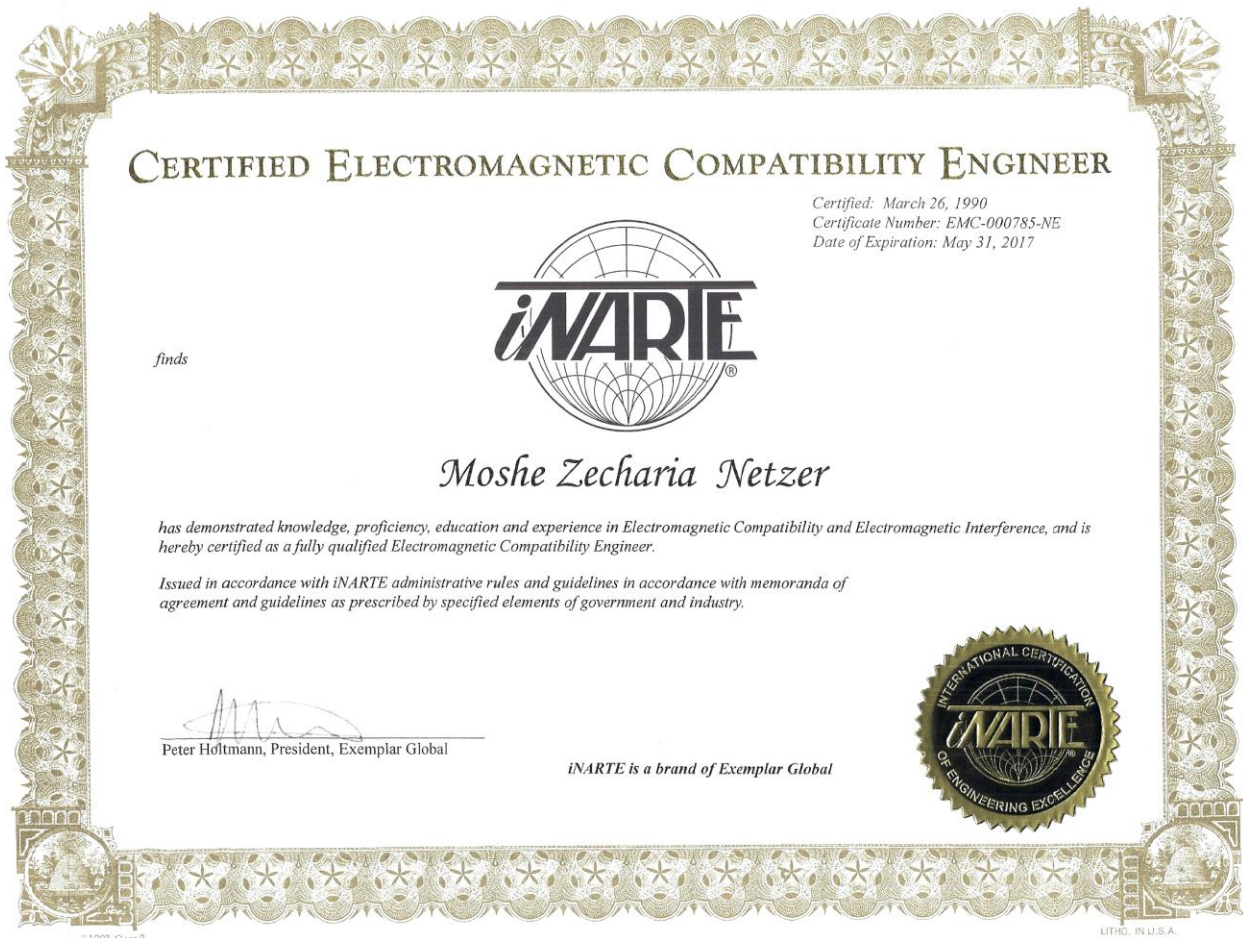 CERTIFIED ELECTROMAGNETIC COMPATIBILITY ENGINEER
Certified: March 26, 1990
Certificate Number: EMC-000785-NE
Date of Expiration: May 31, 2017
iNARTE
®
finds
Moshe Zecharia Netzer
has demonstrated knowledge, proficiency, education and experience in Electromagnetic Compatibility and Electromagnetic Interference, and is
hereby certified as a fully qualified Electromagnetic Compatibility Engineer.
Issued in accordance with iNARTE administrative rules and guidelines in accordance with memoranda of
agreement and guidelines as prescribed by specified elements of government and industry.
Peter Holtmann, President, Exemplar Global
iNARTE is a brand of Exemplar Global
INTERNATIONAL CERTIFICATION
iNARTE
®
OF ENGINEERING EXCELLENCE
LITHO. IN U.S.A.